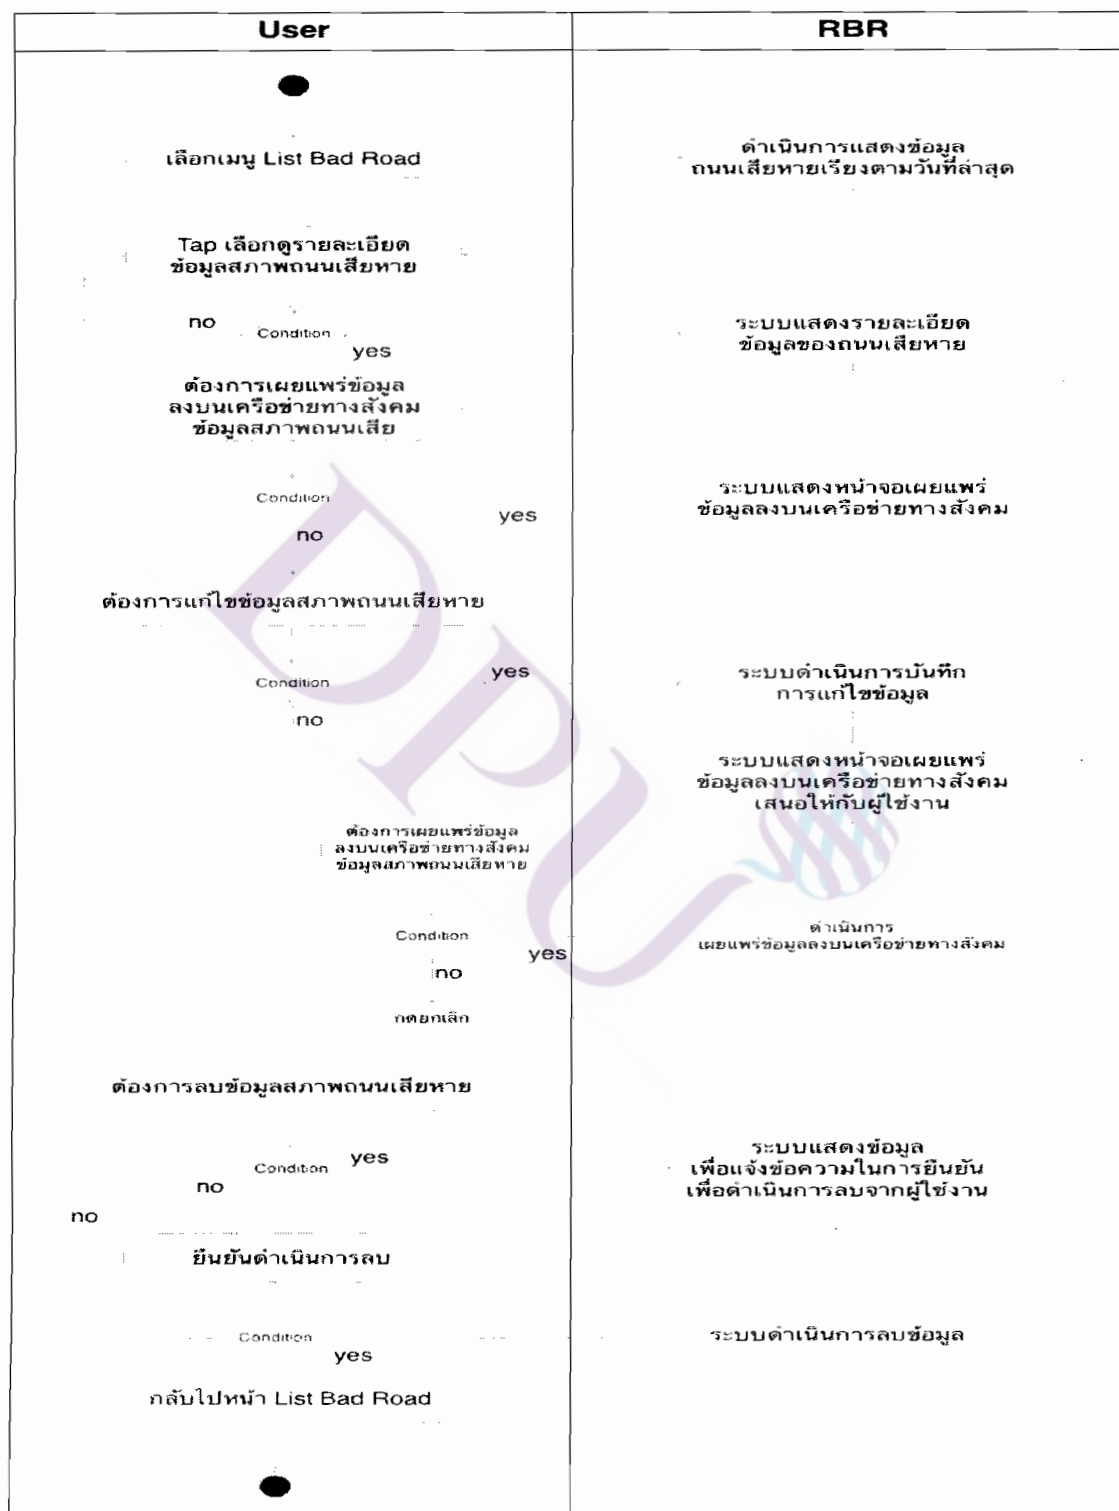 User
RBR
เลือกเมนู List Bad Road
ดำเนินการแสดงข้อมูล
ถนนเสียหายเรียงตามวันที่ล่าสุด
Tap เลือกดูรายละเอียด
ข้อมูลสภาพถนนเสียหาย
no
Condition
yes
ระบบแสดงรายละเอียด
ข้อมูลของถนนเสียหาย
ต้องการเผยแพร่ข้อมูล
ลงบนเครือข่ายทางสังคม
ข้อมูลสภาพถนนเสีย
Condition
yes
no
ระบบแสดงหน้าจอเผยแพร่
ข้อมูลลงบนเครือข่ายทางสังคม
ต้องการแก้ไขข้อมูลสภาพถนนเสียหาย
Condition
yes
no
ระบบดำเนินการบันทึก
การแก้ไขข้อมูล
ระบบแสดงหน้าจอเผยแพร่
ข้อมูลลงบนเครือข่ายทางสังคม
เสนอให้กับผู้ใช้งาน
ต้องการเผยแพร่ข้อมูล
ลงบนเครือข่ายทางสังคม
ข้อมูลสภาพถนนเสียหาย
Condition
yes
no
ดำเนินการ
เผยแพร่ข้อมูลลงบนเครือข่ายทางสังคม
กดยกเลิก
ต้องการลบข้อมูลสภาพถนนเสียหาย
Condition
yes
no
no
ระบบแสดงข้อมูล
เพื่อแจ้งข้อความในการยืนยัน
เพื่อดำเนินการลบจากผู้ใช้งาน
ยืนยันดำเนินการลบ
Condition
yes
ระบบดำเนินการลบข้อมูล
กลับไปหน้า List Bad Road
DPU